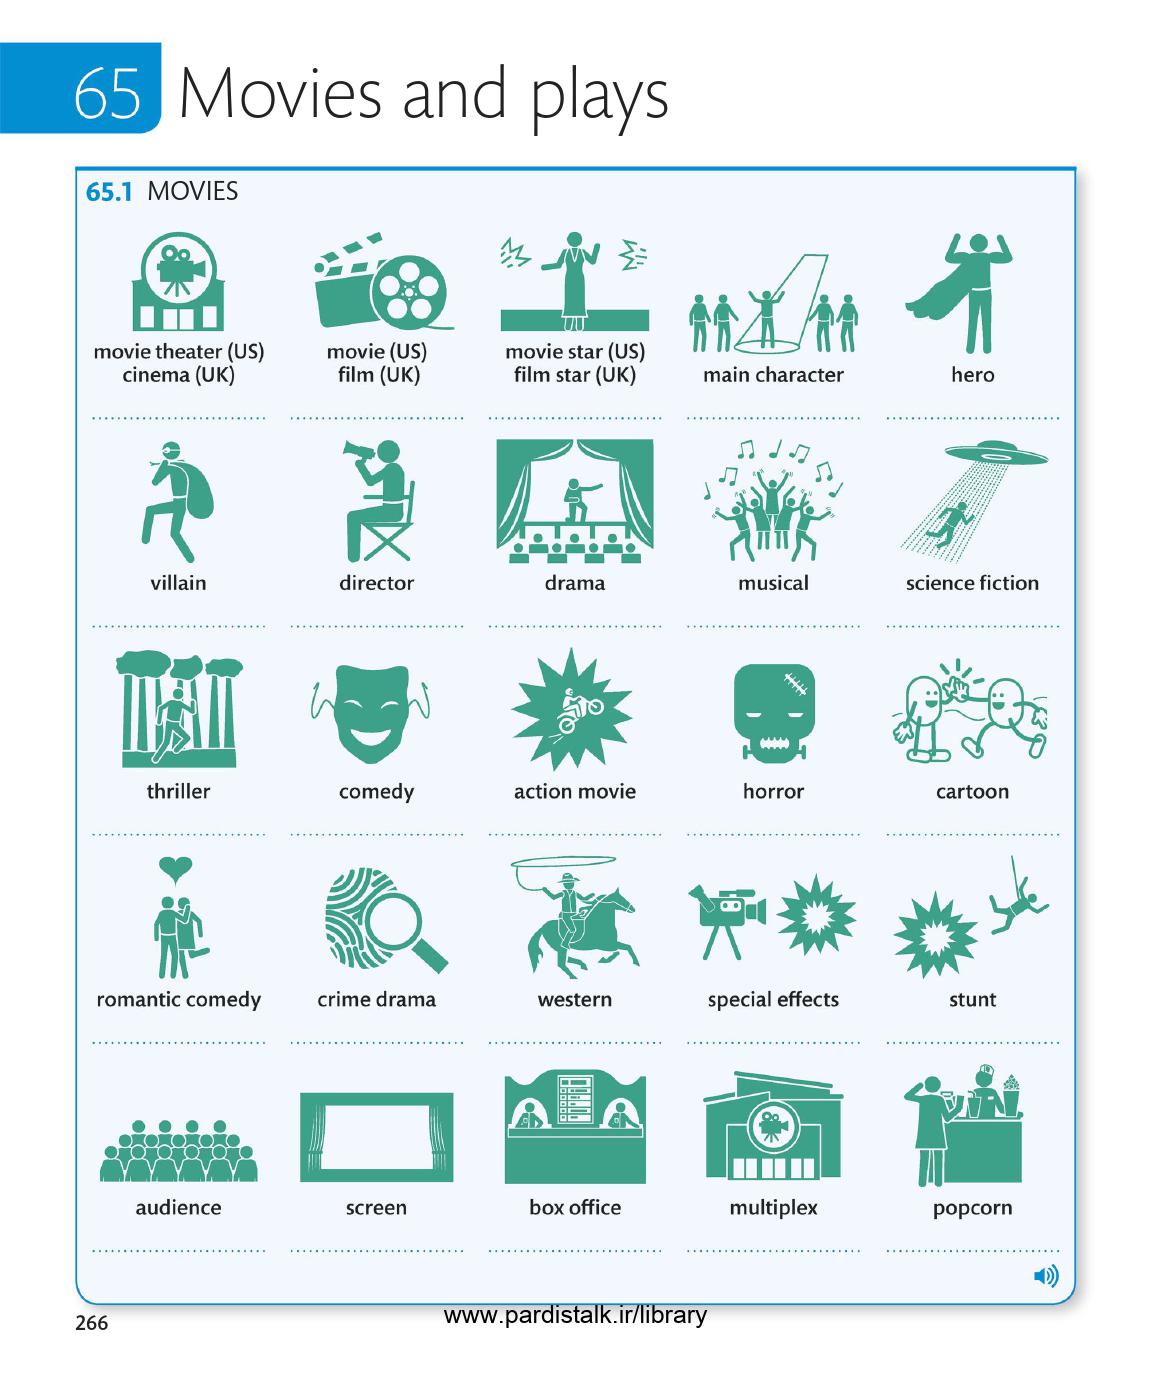 65 Movies and plays
65.1 MOVIES
movie theater (US)
cinema (UK)
movie (US)
film (UK)
movie star (US)
film star (UK)
main character
hero
villain
director
drama
musical
science fiction
thriller
comedy
action movie
horror
cartoon
romantic comedy
crime drama
western
special effects
stunt
audience
screen
box office
multiplex
popcorn
266
www.pardistalk.ir/library